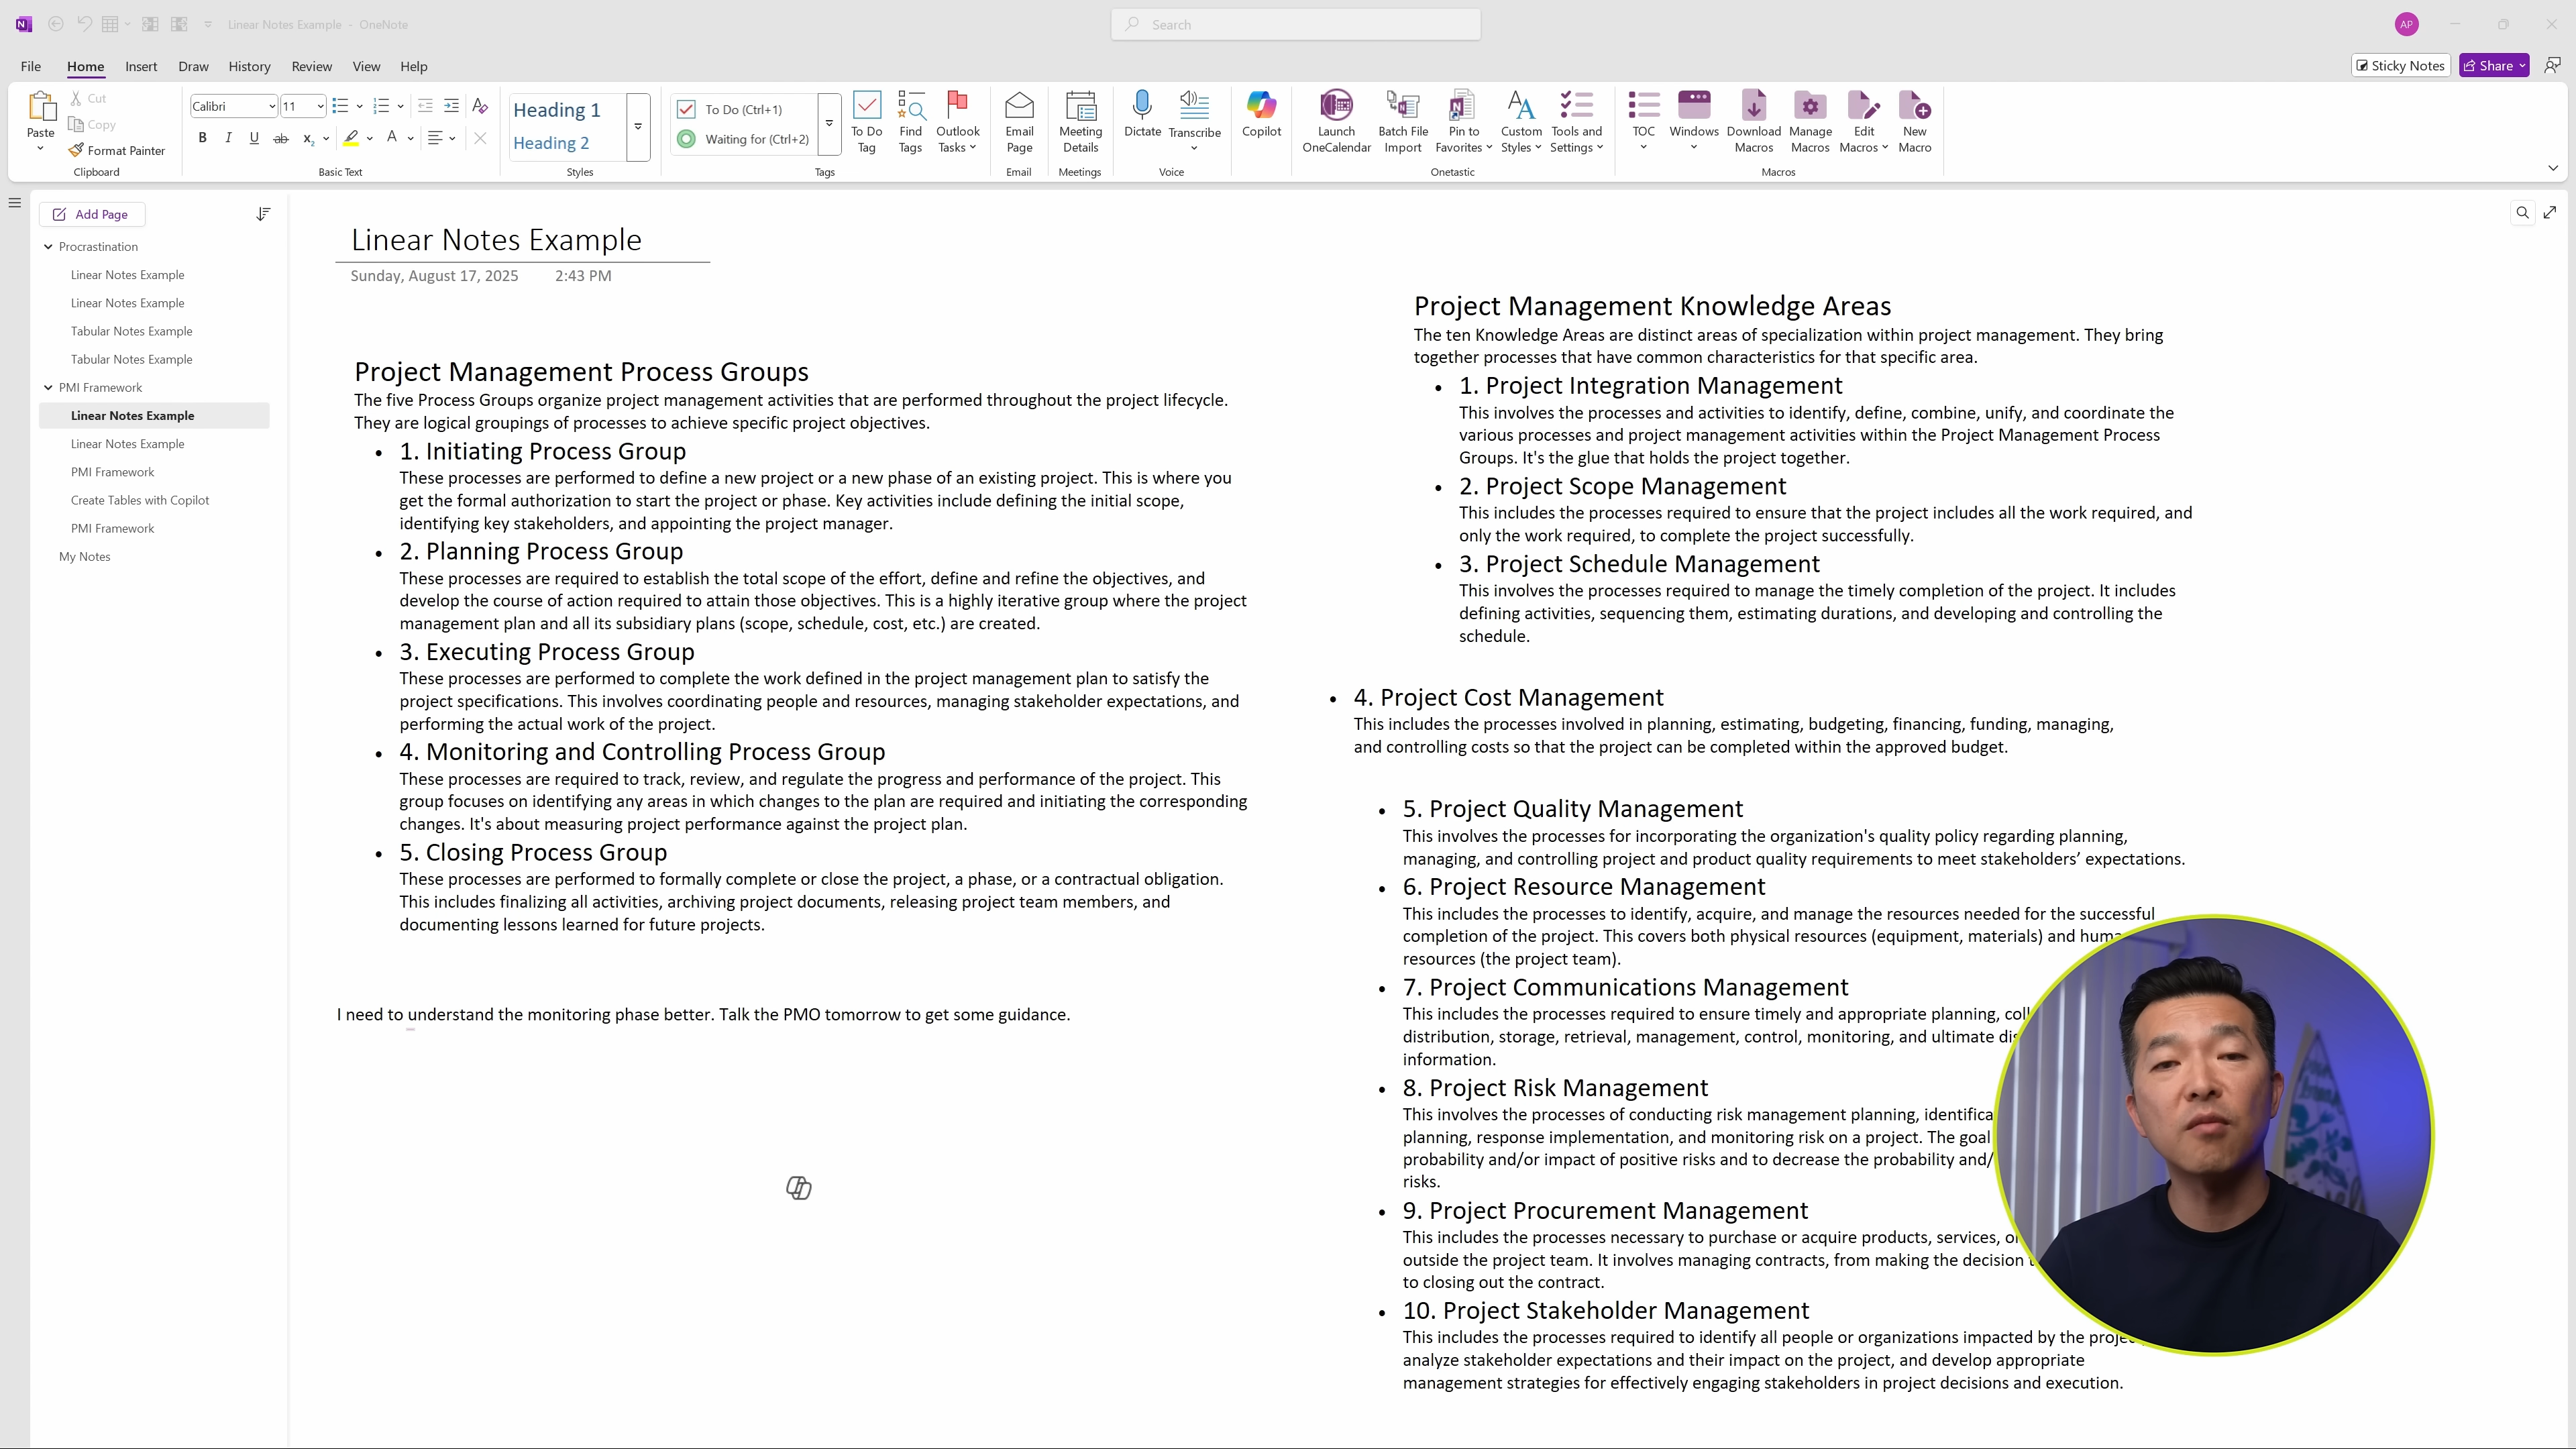 Linear Notes Example - OneNote
Search
AP
File Home Insert Draw History Review View Help
Sticky Notes
Share
Paste
Cut
Copy
Format Painter
Clipboard
Calibri
11
B I U ab x₂ A
Basic Text
Heading 1
Heading 2
Styles
To Do (Ctrl+1)
Waiting for (Ctrl+2)
To Do Tag
Find Tags
Outlook Tasks
Tags
Email Page
Email
Meeting Details
Meetings
Dictate
Transcribe
Voice
Copilot
Launch OneCalendar
Batch File Import
Pin to Favorites
Custom Styles
Tools and Settings
Onetastic
TOC
Windows
Download Macros
Manage Macros
Edit Macros
New Macro
Macros
Add Page
Procrastination
Linear Notes Example
Linear Notes Example
Tabular Notes Example
Tabular Notes Example
PMI Framework
Linear Notes Example
Linear Notes Example
PMI Framework
Create Tables with Copilot
PMI Framework
My Notes
Linear Notes Example
Sunday, August 17, 2025 2:43 PM
Project Management Process Groups
The five Process Groups organize project management activities that are performed throughout the project lifecycle.
They are logical groupings of processes to achieve specific project objectives.
• 1. Initiating Process Group
These processes are performed to define a new project or a new phase of an existing project. This is where you
get the formal authorization to start the project or phase. Key activities include defining the initial scope,
identifying key stakeholders, and appointing the project manager.
• 2. Planning Process Group
These processes are required to establish the total scope of the effort, define and refine the objectives, and
develop the course of action required to attain those objectives. This is a highly iterative group where the project
management plan and all its subsidiary plans (scope, schedule, cost, etc.) are created.
• 3. Executing Process Group
These processes are performed to complete the work defined in the project management plan to satisfy the
project specifications. This involves coordinating people and resources, managing stakeholder expectations, and
performing the actual work of the project.
• 4. Monitoring and Controlling Process Group
These processes are required to track, review, and regulate the progress and performance of the project. This
group focuses on identifying any areas in which changes to the plan are required and initiating the corresponding
changes. It's about measuring project performance against the project plan.
• 5. Closing Process Group
These processes are performed to formally complete or close the project, a phase, or a contractual obligation.
This includes finalizing all activities, archiving project documents, releasing project team members, and
documenting lessons learned for future projects.
I need to understand the monitoring phase better. Talk the PMO tomorrow to get some guidance.
Project Management Knowledge Areas
The ten Knowledge Areas are distinct areas of specialization within project management. They bring
together processes that have common characteristics for that specific area.
• 1. Project Integration Management
This involves the processes and activities to identify, define, combine, unify, and coordinate the
various processes and project management activities within the Project Management Process
Groups. It's the glue that holds the project together.
• 2. Project Scope Management
This includes the processes required to ensure that the project includes all the work required, and
only the work required, to complete the project successfully.
• 3. Project Schedule Management
This involves the processes required to manage the timely completion of the project. It includes
defining activities, sequencing them, estimating durations, and developing and controlling the
schedule.
• 4. Project Cost Management
This includes the processes involved in planning, estimating, budgeting, financing, funding, managing,
and controlling costs so that the project can be completed within the approved budget.
• 5. Project Quality Management
This involves the processes for incorporating the organization's quality policy regarding planning,
managing, and controlling project and product quality requirements to meet stakeholders’ expectations.
• 6. Project Resource Management
This includes the processes to identify, acquire, and manage the resources needed for the successful
completion of the project. This covers both physical resources (equipment, materials) and
resources (the project team).
• 7. Project Communications Management
This includes the processes required to ensure timely and appropriate planning,
distribution, storage, retrieval, management, control, monitoring, and ultimate
information.
• 8. Project Risk Management
This involves the processes of conducting risk management planning,
planning, response implementation, and monitoring risk on a project. The goal
probability and/or impact of positive risks and to decrease the probability and/
risks.
• 9. Project Procurement Management
This includes the processes necessary to purchase or acquire products, services,
outside the project team. It involves managing contracts, from making the decision
to closing out the contract.
• 10. Project Stakeholder Management
This includes the processes required to identify all people or organizations impacted by the
analyze stakeholder expectations and their impact on the project, and develop appropriate
management strategies for effectively engaging stakeholders in project decisions and execution.